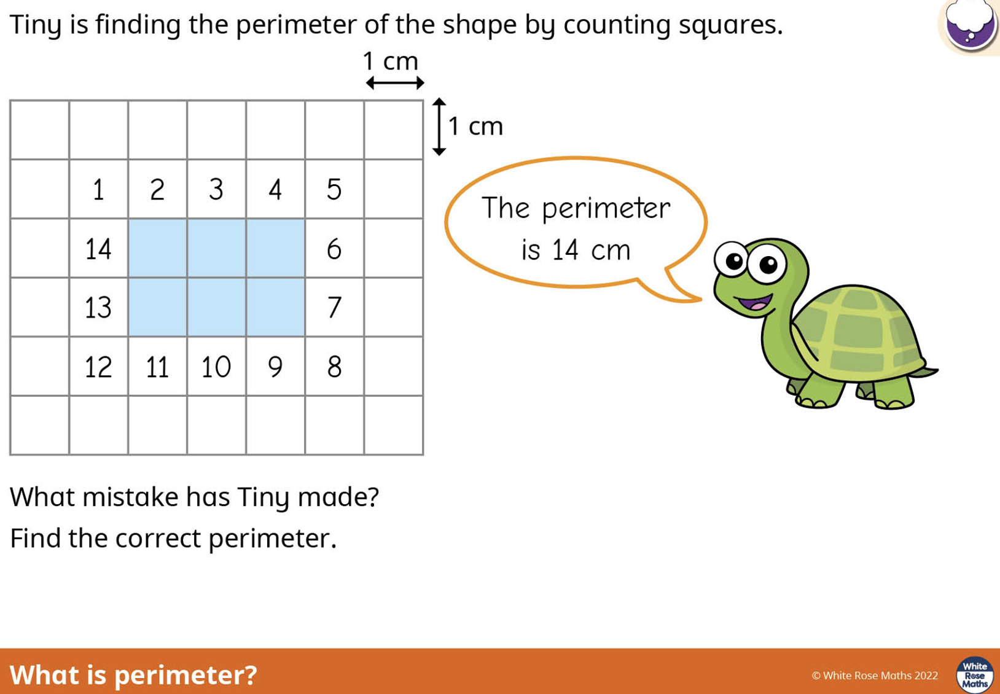 Tiny is finding the perimeter of the shape by counting squares.
1 cm
1 cm
1 2 3 4 5
14 6
13 7
12 11 10 9 8
The perimeter
is 14 cm
What mistake has Tiny made?
Find the correct perimeter.
What is perimeter?
© White Rose Maths 2022
White
Rose
Maths